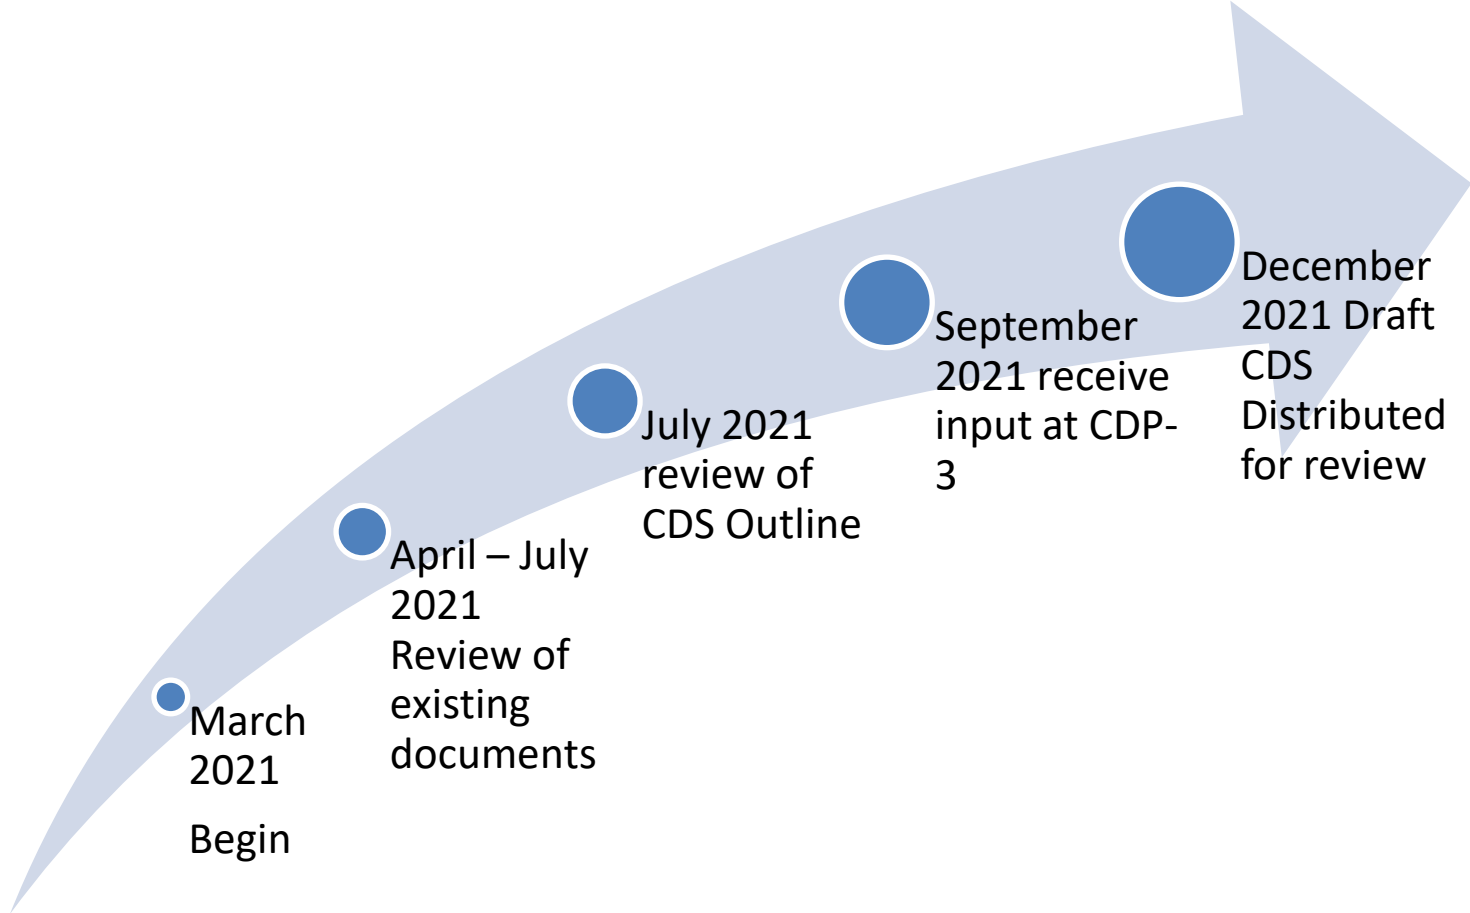 March
2021
Begin
April – July
2021
Review of
existing
documents
July 2021
review of
CDS Outline
September
2021 receive
input at CDP-
3
December
2021 Draft
CDS
Distributed
for review